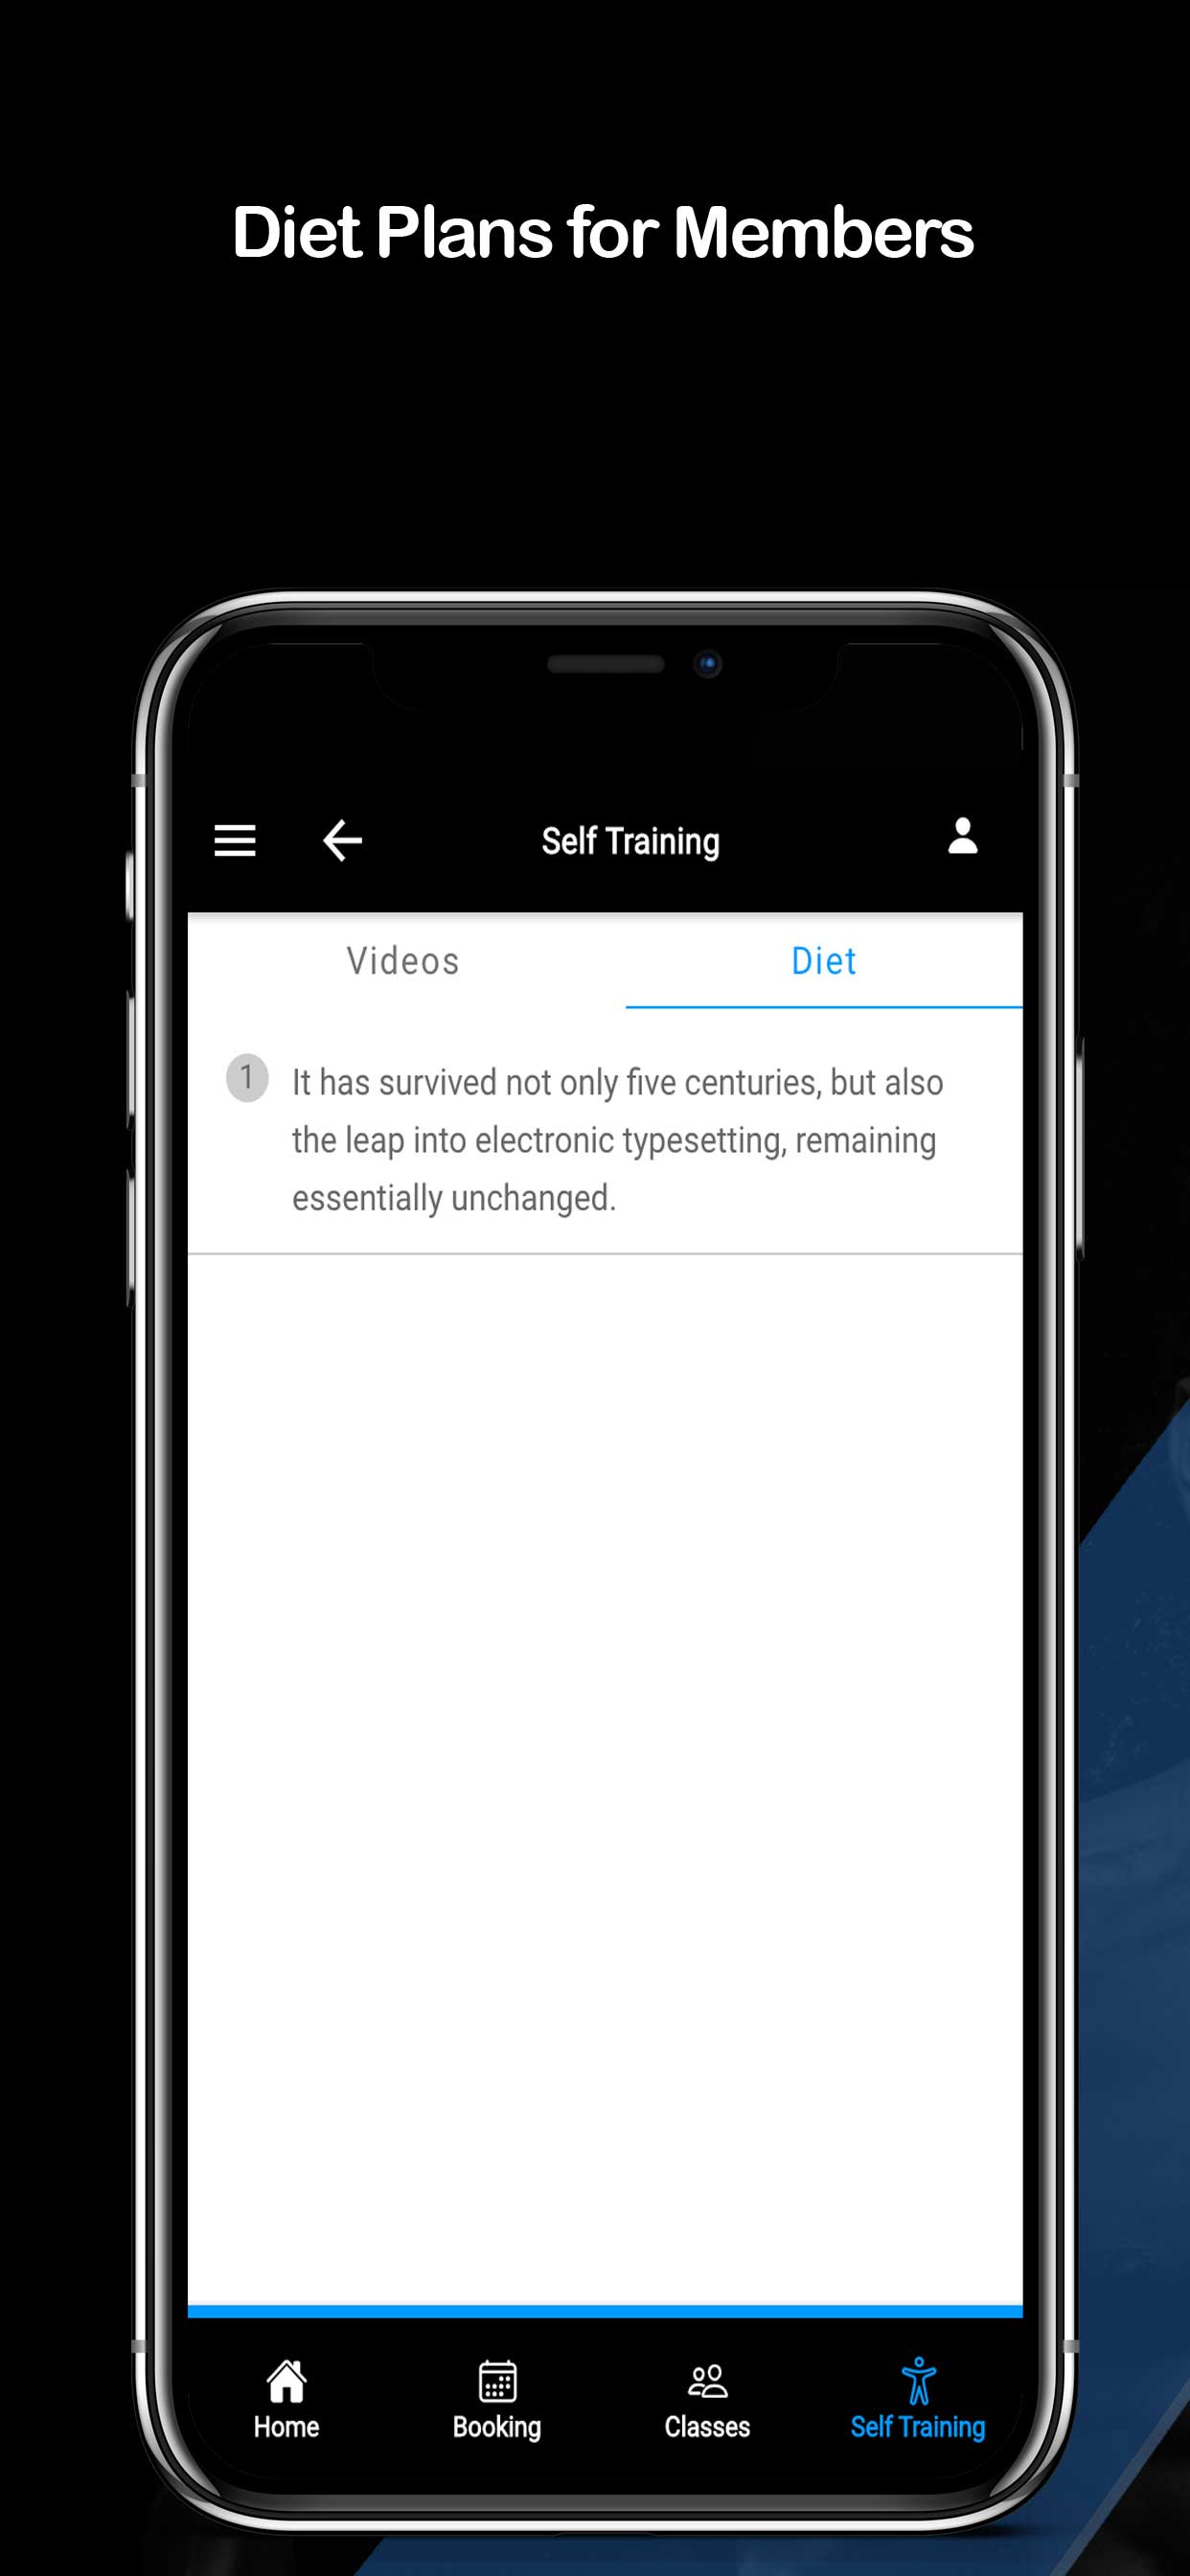 Diet Plans for Members
Self Training
Videos
Diet
1
It has survived not only five centuries, but also
the leap into electronic typesetting, remaining
essentially unchanged.
Home
Booking
Classes
Self Training